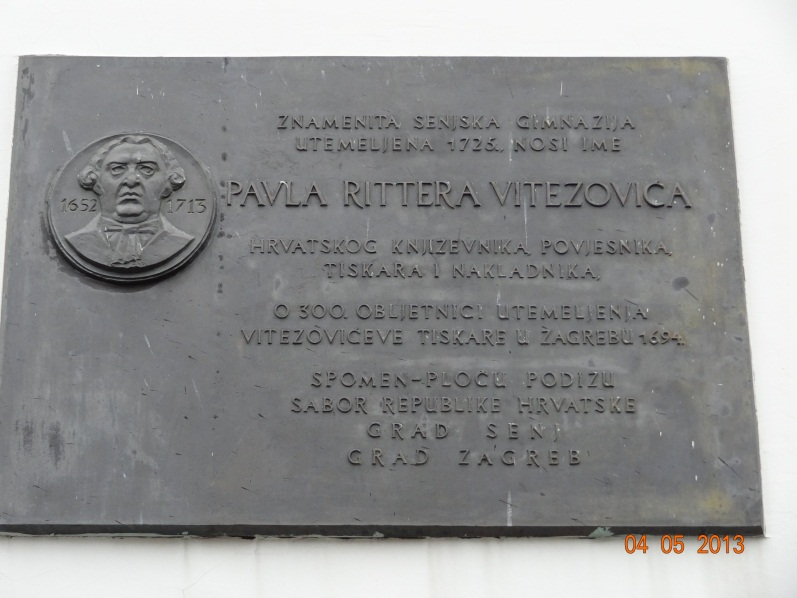 1652 1713
ZNAMENITA SENJSKA GIMNAZIJA
UTEMELJENA 1725., NOSI IME
PAVLA RITTERA VITEZOVIĆA
HRVATSKOG KNJIŽEVNIKA, POVJESNIKA,
TISKARA I NAKLADNIKA,
O 300. OBLJETNICI UTEMELJENJA
VITEZOVIĆEVE TISKARE U ZAGREBU 1694.
SPOMEN-PLOČU PODIŽU
SABOR REPUBLIKE HRVATSKE
GRAD SENJ
GRAD ZAGREB
04 05 2013